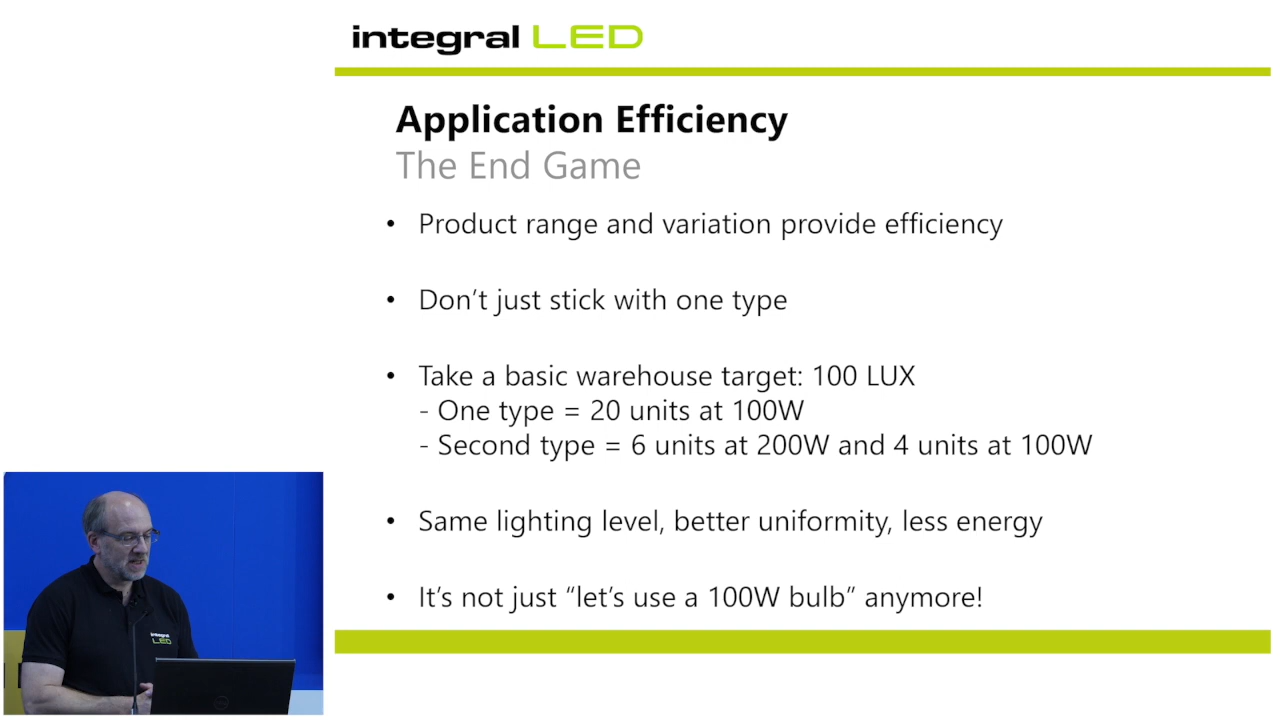 integral LED
Application Efficiency
The End Game
• Product range and variation provide efficiency
• Don’t just stick with one type
• Take a basic warehouse target: 100 LUX
- One type = 20 units at 100W
- Second type = 6 units at 200W and 4 units at 100W
• Same lighting level, better uniformity, less energy
• It’s not just “let’s use a 100W bulb” anymore!
integral
LED